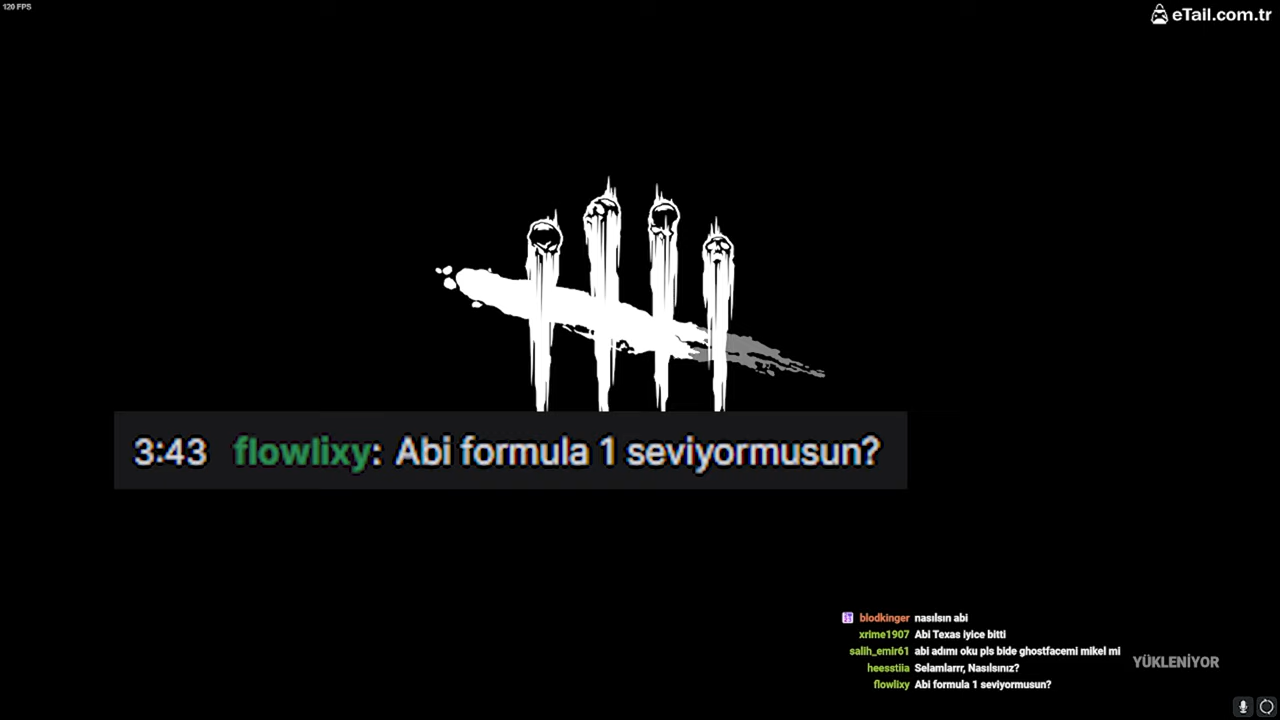 120 FPS
eTail.com.tr
3:43 flowlixy: Abi formula 1 seviyormusun?
blodkinger nasılsın abi
xrime1907 Abi Texas iyice bitti
salih_emir61 abi adımı oku pls bide ghostfacemi mikel mi
heesstiia Selamlarrr, Nasılsınız?
flowlixy Abi formula 1 seviyormusun?
YÜKLENİYOR